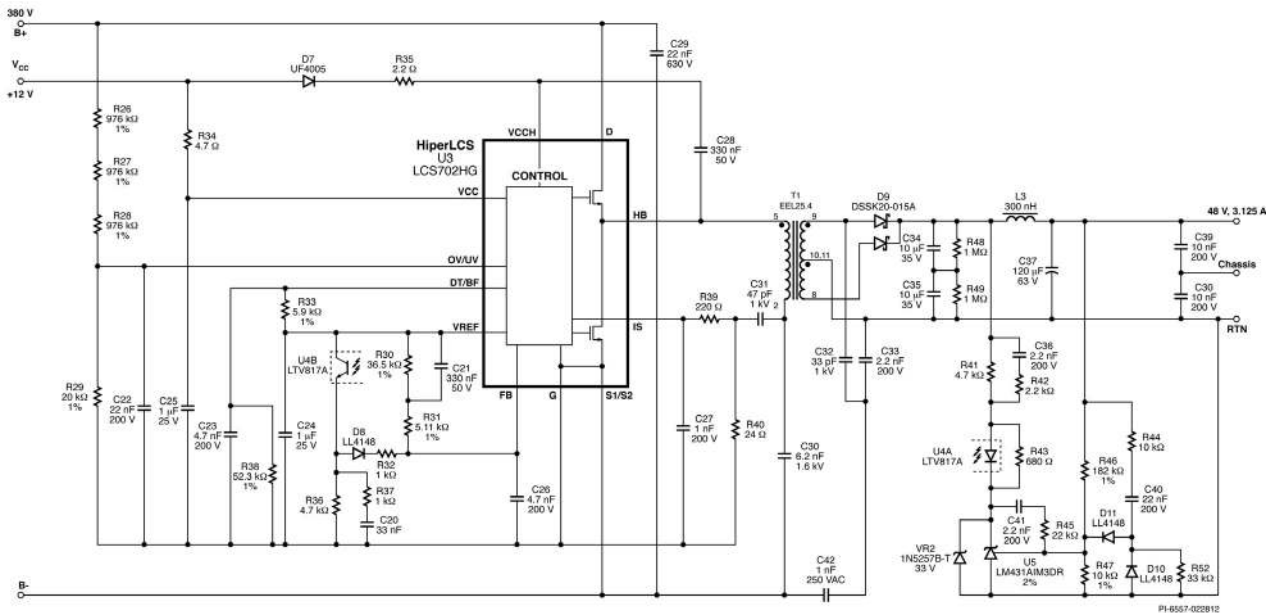 380 V
B+
VCC
+12 V
D7
UF4005
R35
2.2 Ω
C29
22 nF
630 V
R26
976 kΩ
1%
R34
4.7 Ω
R27
976 kΩ
1%
R28
976 kΩ
1%
HiperLCS
U3
LCS702HG
VCCH
D
CONTROL
VCC
HB
OV/UV
DT/BF
VREF
IS
FB
G
S1/S2
C28
330 nF
50 V
T1
EEL25.4
5
9
10,11
2
8
D9
DSSK20-015A
L3
300 nH
48 V, 3.125 A
C34
10 µF
35 V
R48
1 MΩ
C35
10 µF
35 V
R49
1 MΩ
C37
120 µF
63 V
C39
10 nF
200 V
Chassis
C30
10 nF
200 V
RTN
R33
5.9 kΩ
1%
U4B
LTV817A
R30
36.5 kΩ
1%
C21
330 nF
50 V
R39
220 Ω
C31
47 pF
1 kV
C32
33 pF
1 kV
C33
2.2 nF
200 V
R41
4.7 kΩ
C36
2.2 nF
200 V
R42
2.2 kΩ
R29
20 kΩ
1%
C22
22 nF
200 V
C25
1 µF
25 V
C23
4.7 nF
200 V
R38
52.3 kΩ
1%
C24
1 µF
25 V
D8
LL4148
R31
5.11 kΩ
1%
R32
1 kΩ
R36
4.7 kΩ
R37
1 kΩ
C20
33 nF
C26
4.7 nF
200 V
C27
1 nF
200 V
R40
24 Ω
C30
6.2 nF
1.6 kV
U4A
LTV817A
R43
680 Ω
R46
182 kΩ
1%
R44
10 kΩ
C40
22 nF
200 V
C41
2.2 nF
200 V
R45
22 kΩ
D11
LL4148
VR2
1N5257B-T
33 V
U5
LM431AIM3DR
2%
R47
10 kΩ
1%
D10
LL4148
R52
33 kΩ
B-
C42
1 nF
250 VAC
PI-6557-022812